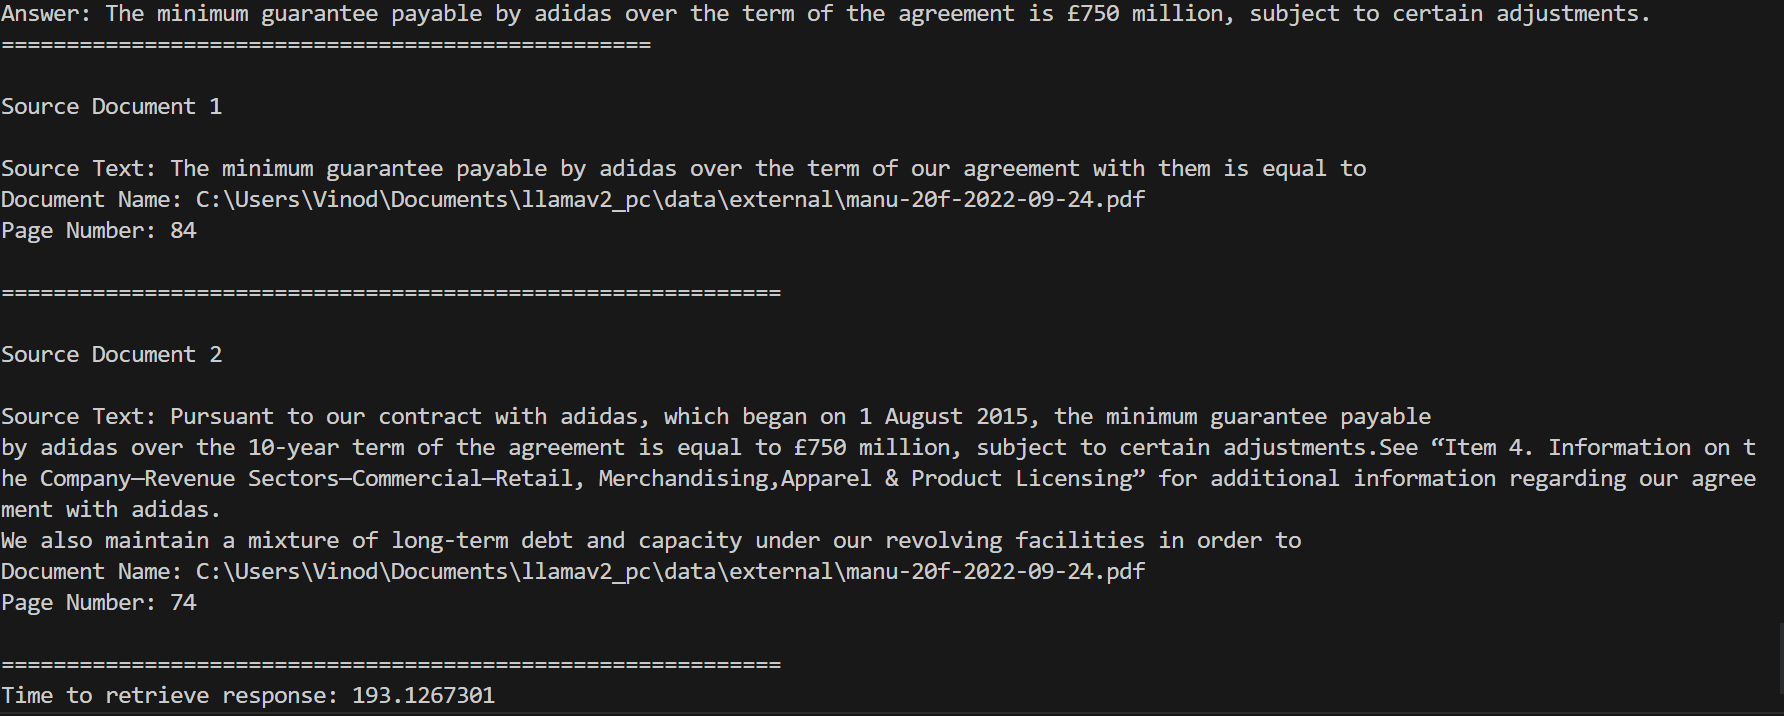 Answer: The minimum guarantee payable by adidas over the term of the agreement is £750 million, subject to certain adjustments.
==================================================
Source Document 1
Source Text: The minimum guarantee payable by adidas over the term of our agreement with them is equal to
Document Name: C:\Users\Vinod\Documents\llamav2_pc\data\external\manu-20f-2022-09-24.pdf
Page Number: 84
============================================================
Source Document 2
Source Text: Pursuant to our contract with adidas, which began on 1 August 2015, the minimum guarantee payable
by adidas over the 10-year term of the agreement is equal to £750 million, subject to certain adjustments.See “Item 4. Information on t
he Company—Revenue Sectors—Commercial—Retail, Merchandising,Apparel & Product Licensing” for additional information regarding our agree
ment with adidas.
We also maintain a mixture of long-term debt and capacity under our revolving facilities in order to
Document Name: C:\Users\Vinod\Documents\llamav2_pc\data\external\manu-20f-2022-09-24.pdf
Page Number: 74
============================================================
Time to retrieve response: 193.1267301